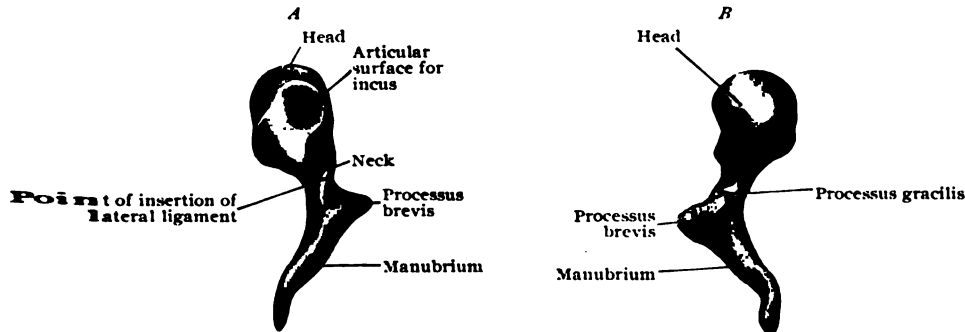 A
Head
Articular
surface for
incus
Neck
Point of insertion of
lateral ligament
Processus
brevis
Manubrium
B
Head
Processus gracilis
Processus
brevis
Manubrium